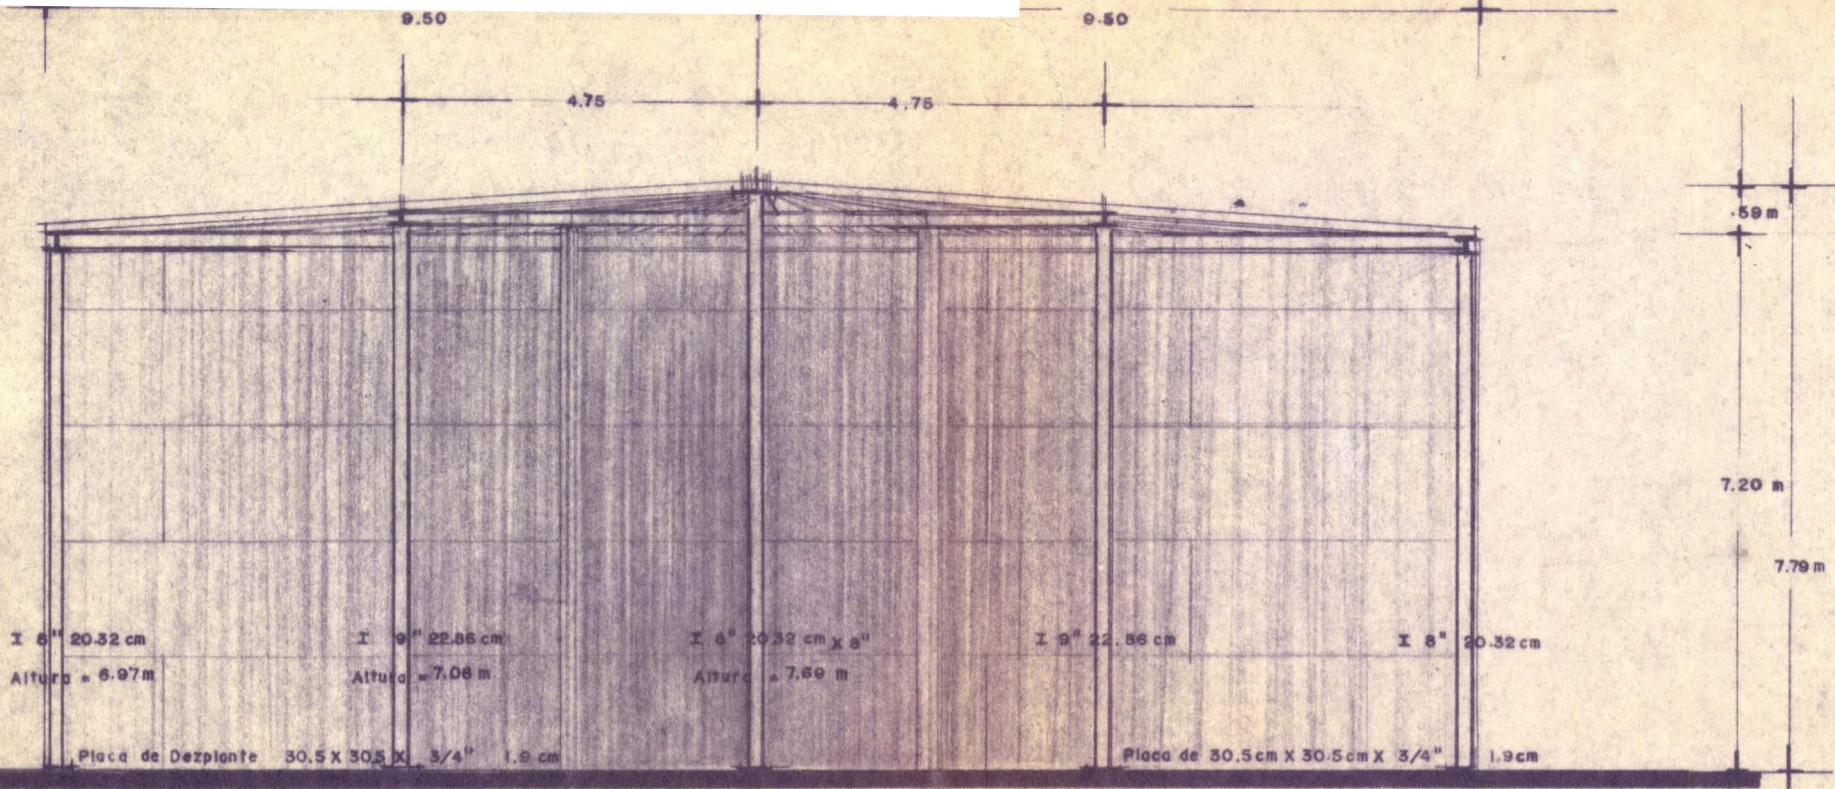 9.50 9.50
4.75 4.75
.59 m
7.20 m
7.79 m
I 8" 20.32 cm I 9" 22.86 cm I 8" 20.32 cm X 8" I 9" 22.86 cm I 8" 20.32 cm
Altura = 6.97 m Altura = 7.08 m Altura = 7.69 m
Placa de Dezplante 30.5 X 30.5 X 3/4" 1.9 cm Placa de 30.5 cm X 30.5 cm X 3/4" 1.9 cm